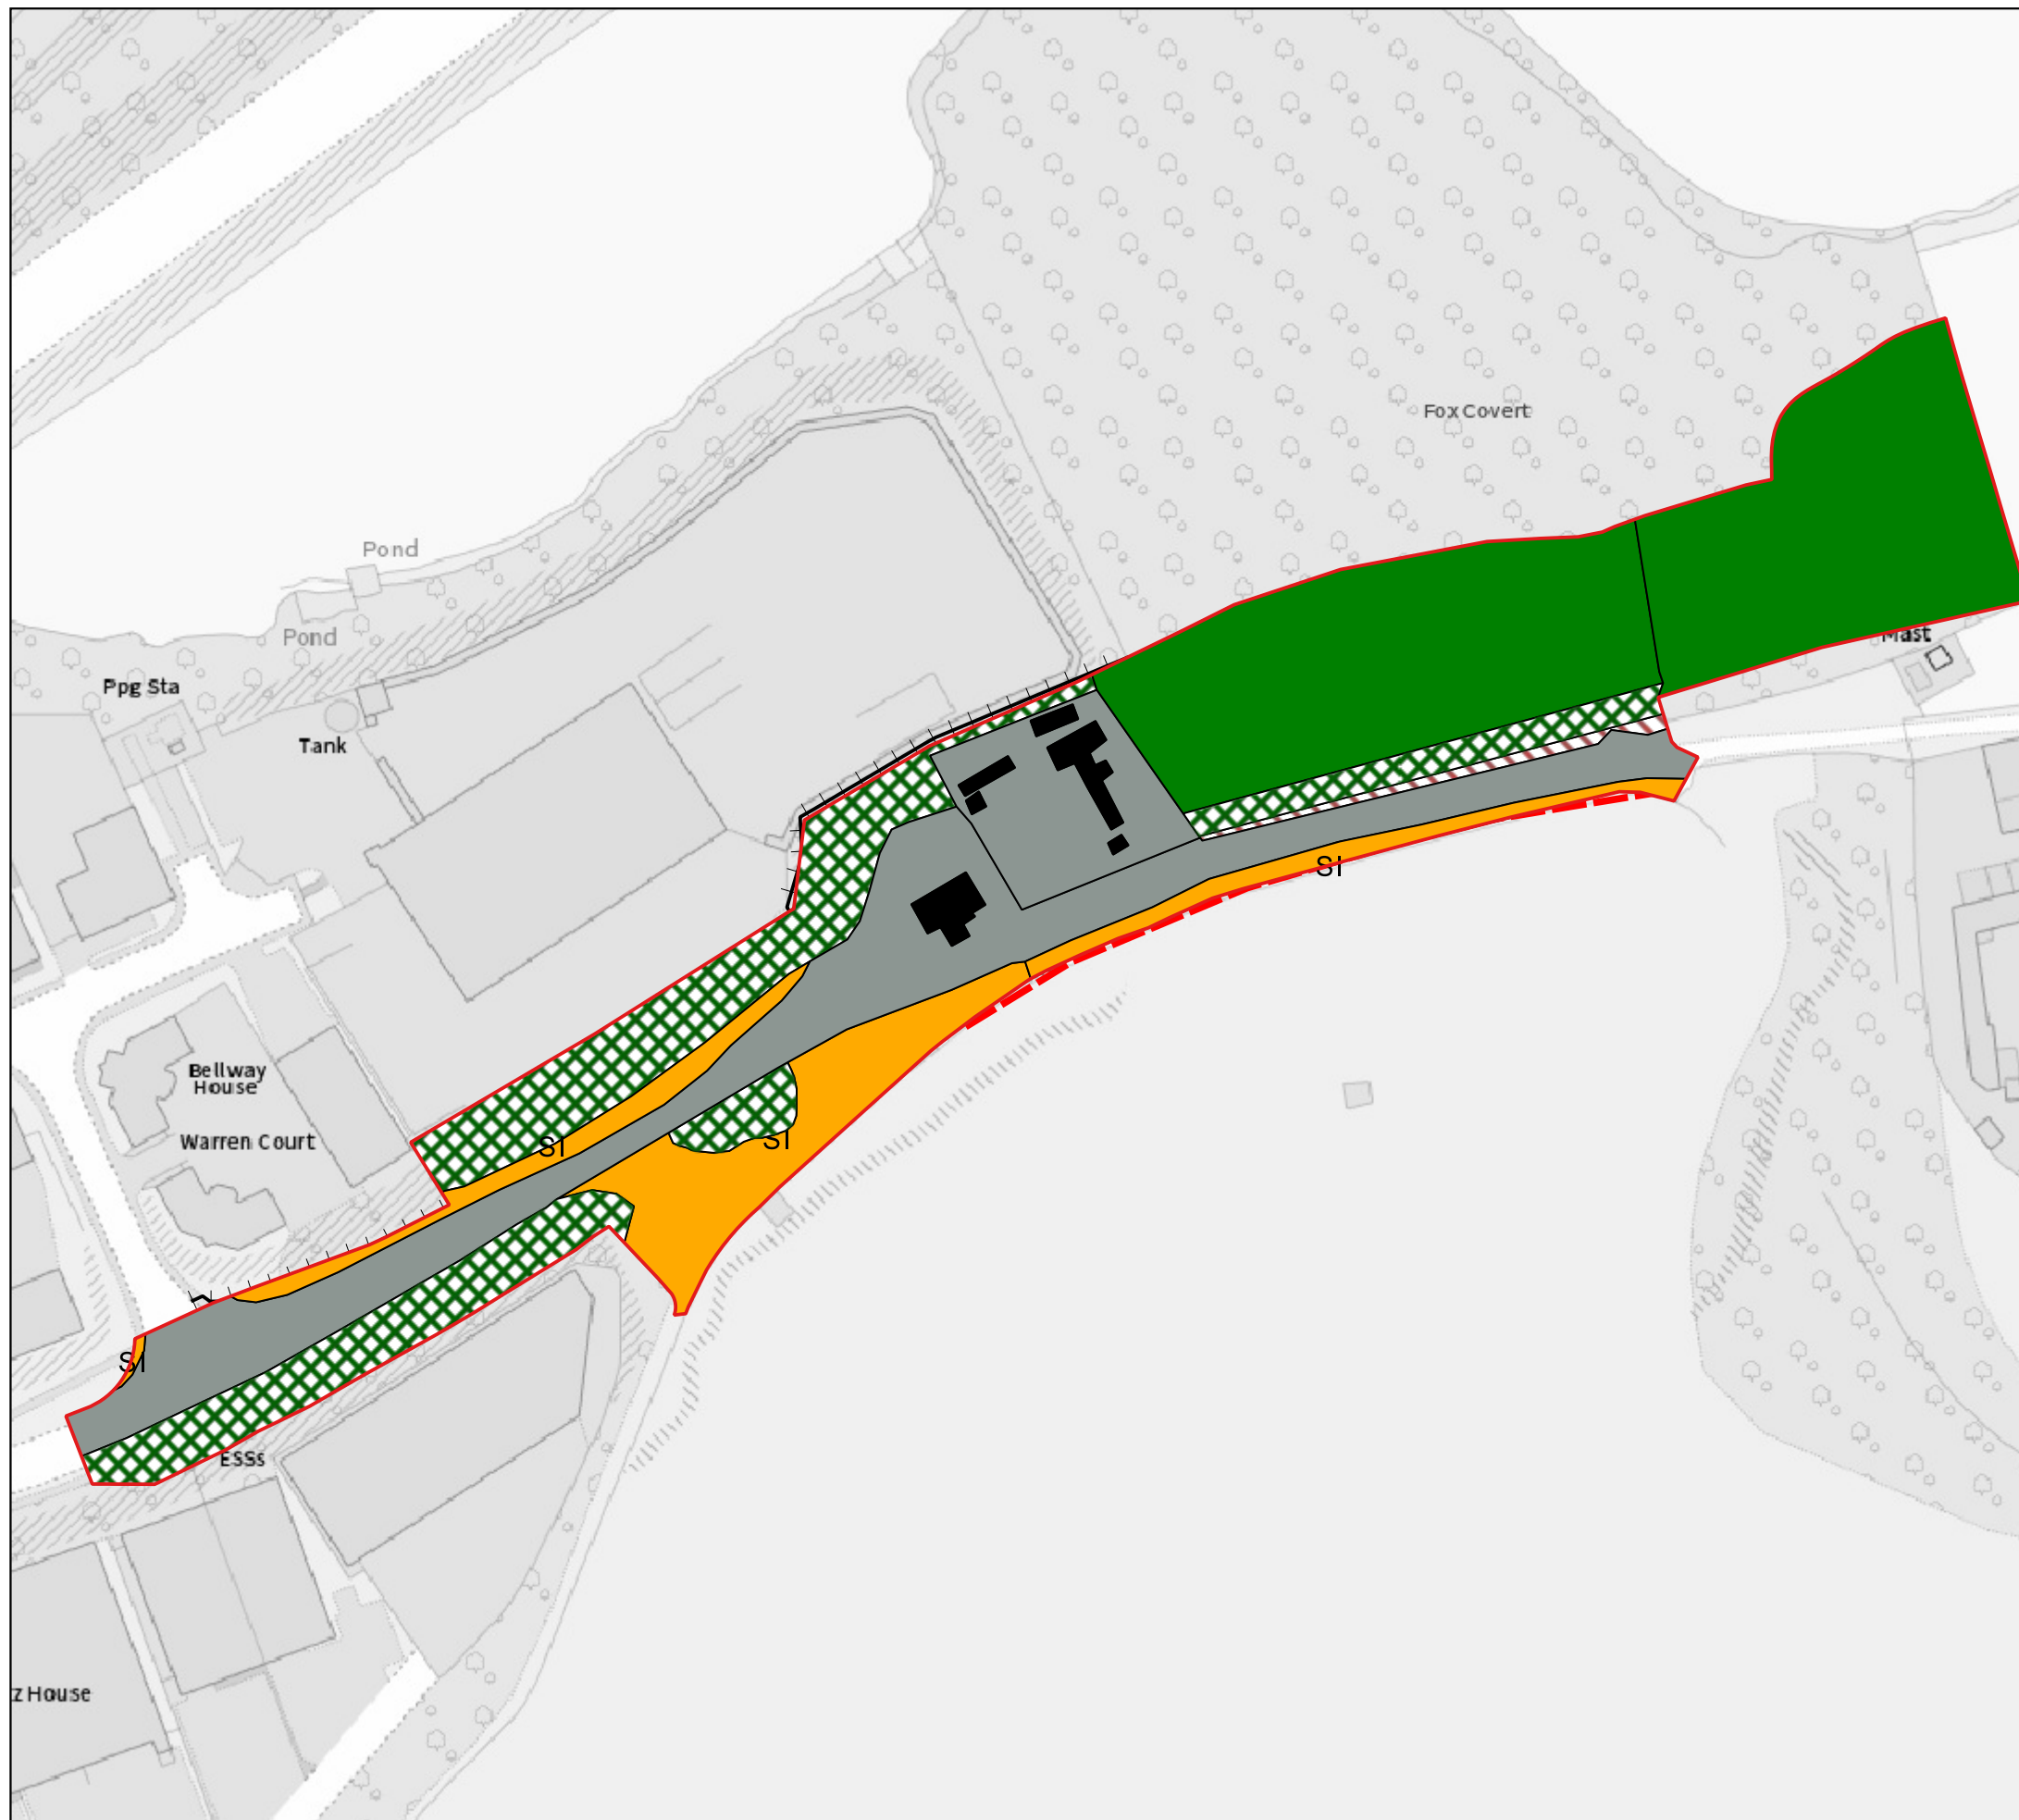 Fox Covert
Pond
Pond
Mast
Ppg Sta
Tank
SI
Bellway
House
Warren Court
SI
SI
SI
ESSs
z House